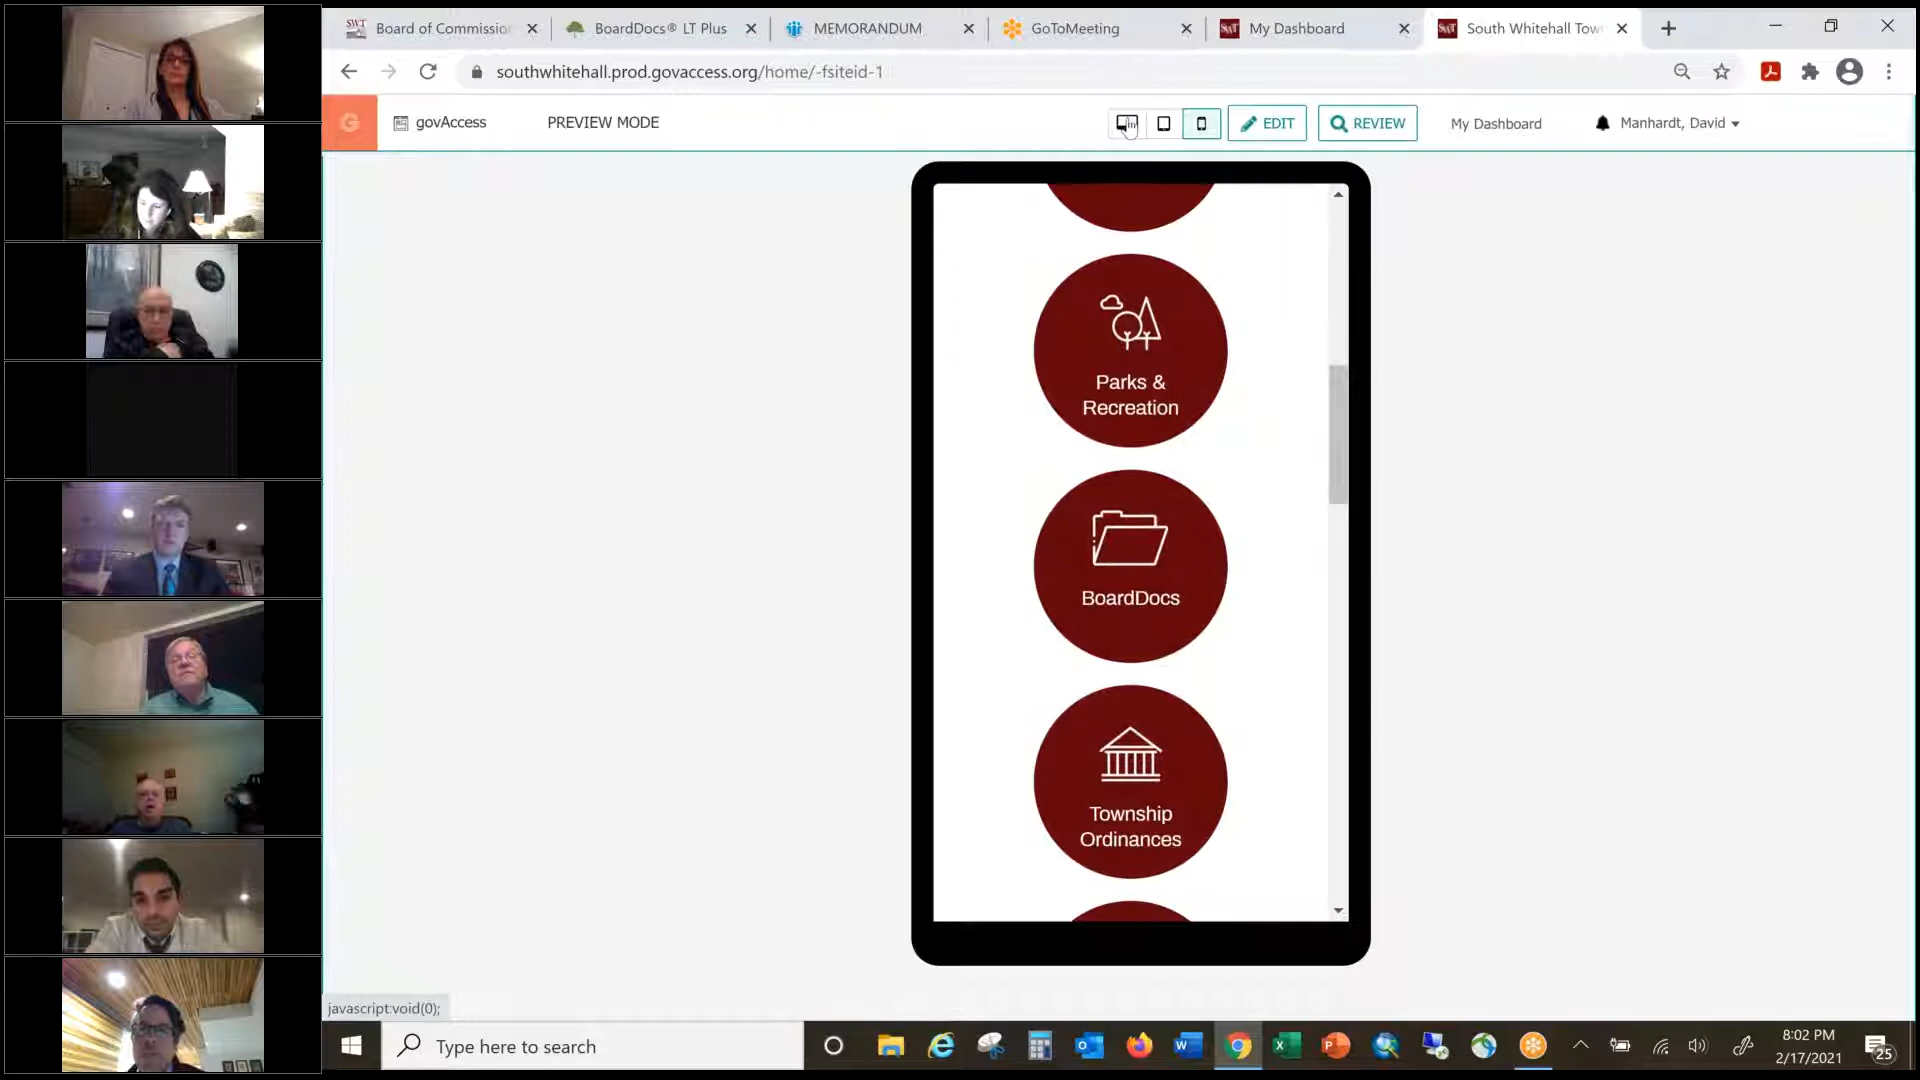 Board of Commission
BoardDocs® LT Plus
MEMORANDUM
GoToMeeting
My Dashboard
South Whitehall Tow
southwhitehall.prod.govaccess.org/home/-fsiteid-1
G
govAccess
PREVIEW MODE
EDIT
REVIEW
My Dashboard
Manhardt, David
Parks &
Recreation
BoardDocs
Township
Ordinances
javascript:void(0);
Type here to search
8:02 PM
2/17/2021
25